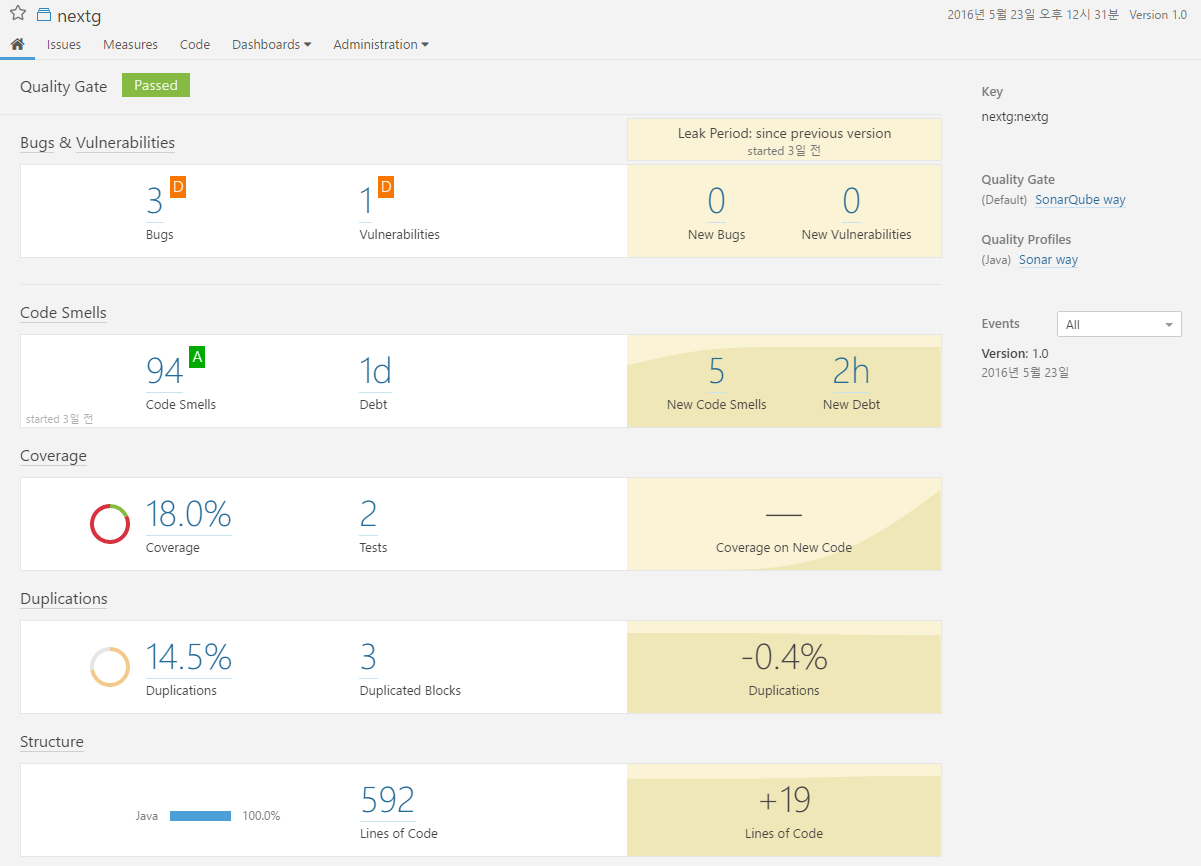 nextg
2016년 5월 23일 오후 12시 31분 Version 1.0
Issues Measures Code Dashboards Administration
Quality Gate Passed
Key
nextg:nextg
Quality Gate
(Default) SonarQube way
Quality Profiles
(Java) Sonar way
Events All
Version: 1.0
2016년 5월 23일
Bugs & Vulnerabilities
Leak Period: since previous version
started 3일 전
3 D 1 D 0 0
Bugs Vulnerabilities New Bugs New Vulnerabilities
Code Smells
94 A 1d 5 2h
Code Smells Debt New Code Smells New Debt
started 3일 전
Coverage
18.0% 2 —
Coverage Tests Coverage on New Code
Duplications
14.5% 3 -0.4%
Duplications Duplicated Blocks Duplications
Structure
Java 100.0% 592 +19
Lines of Code Lines of Code